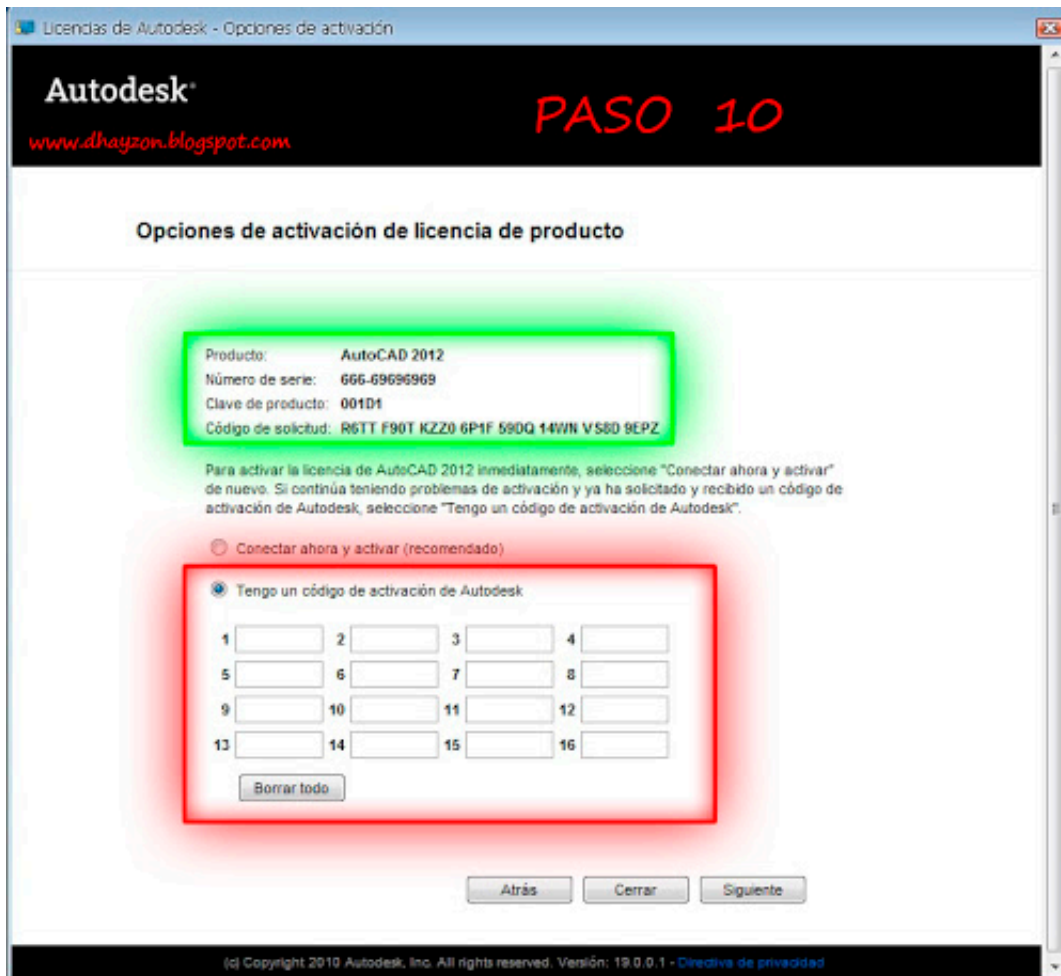 Licencias de Autodesk - Opciones de activación
Autodesk
PASO 10
www.dhayzon.blogspot.com
Opciones de activación de licencia de producto
Producto: AutoCAD 2012
Número de serie: 666-69696969
Clave de producto: 001D1
Código de solicitud: R6TT F90T KZZ0 6P1F 59DQ 14WN VS8D 9EPZ
Para activar la licencia de AutoCAD 2012 inmediatamente, seleccione "Conectar ahora y activar"
de nuevo. Si continúa teniendo problemas de activación y ya ha solicitado y recibido un código de
activación de Autodesk, seleccione "Tengo un código de activación de Autodesk".
Conectar ahora y activar (recomendado)
Tengo un código de activación de Autodesk
1 2 3 4
5 6 7 8
9 10 11 12
13 14 15 16
Borrar todo
Atrás Cerrar Siguiente
(c) Copyright 2010 Autodesk, Inc. All rights reserved. Versión: 19.0.0.1 - Directiva de privacidad